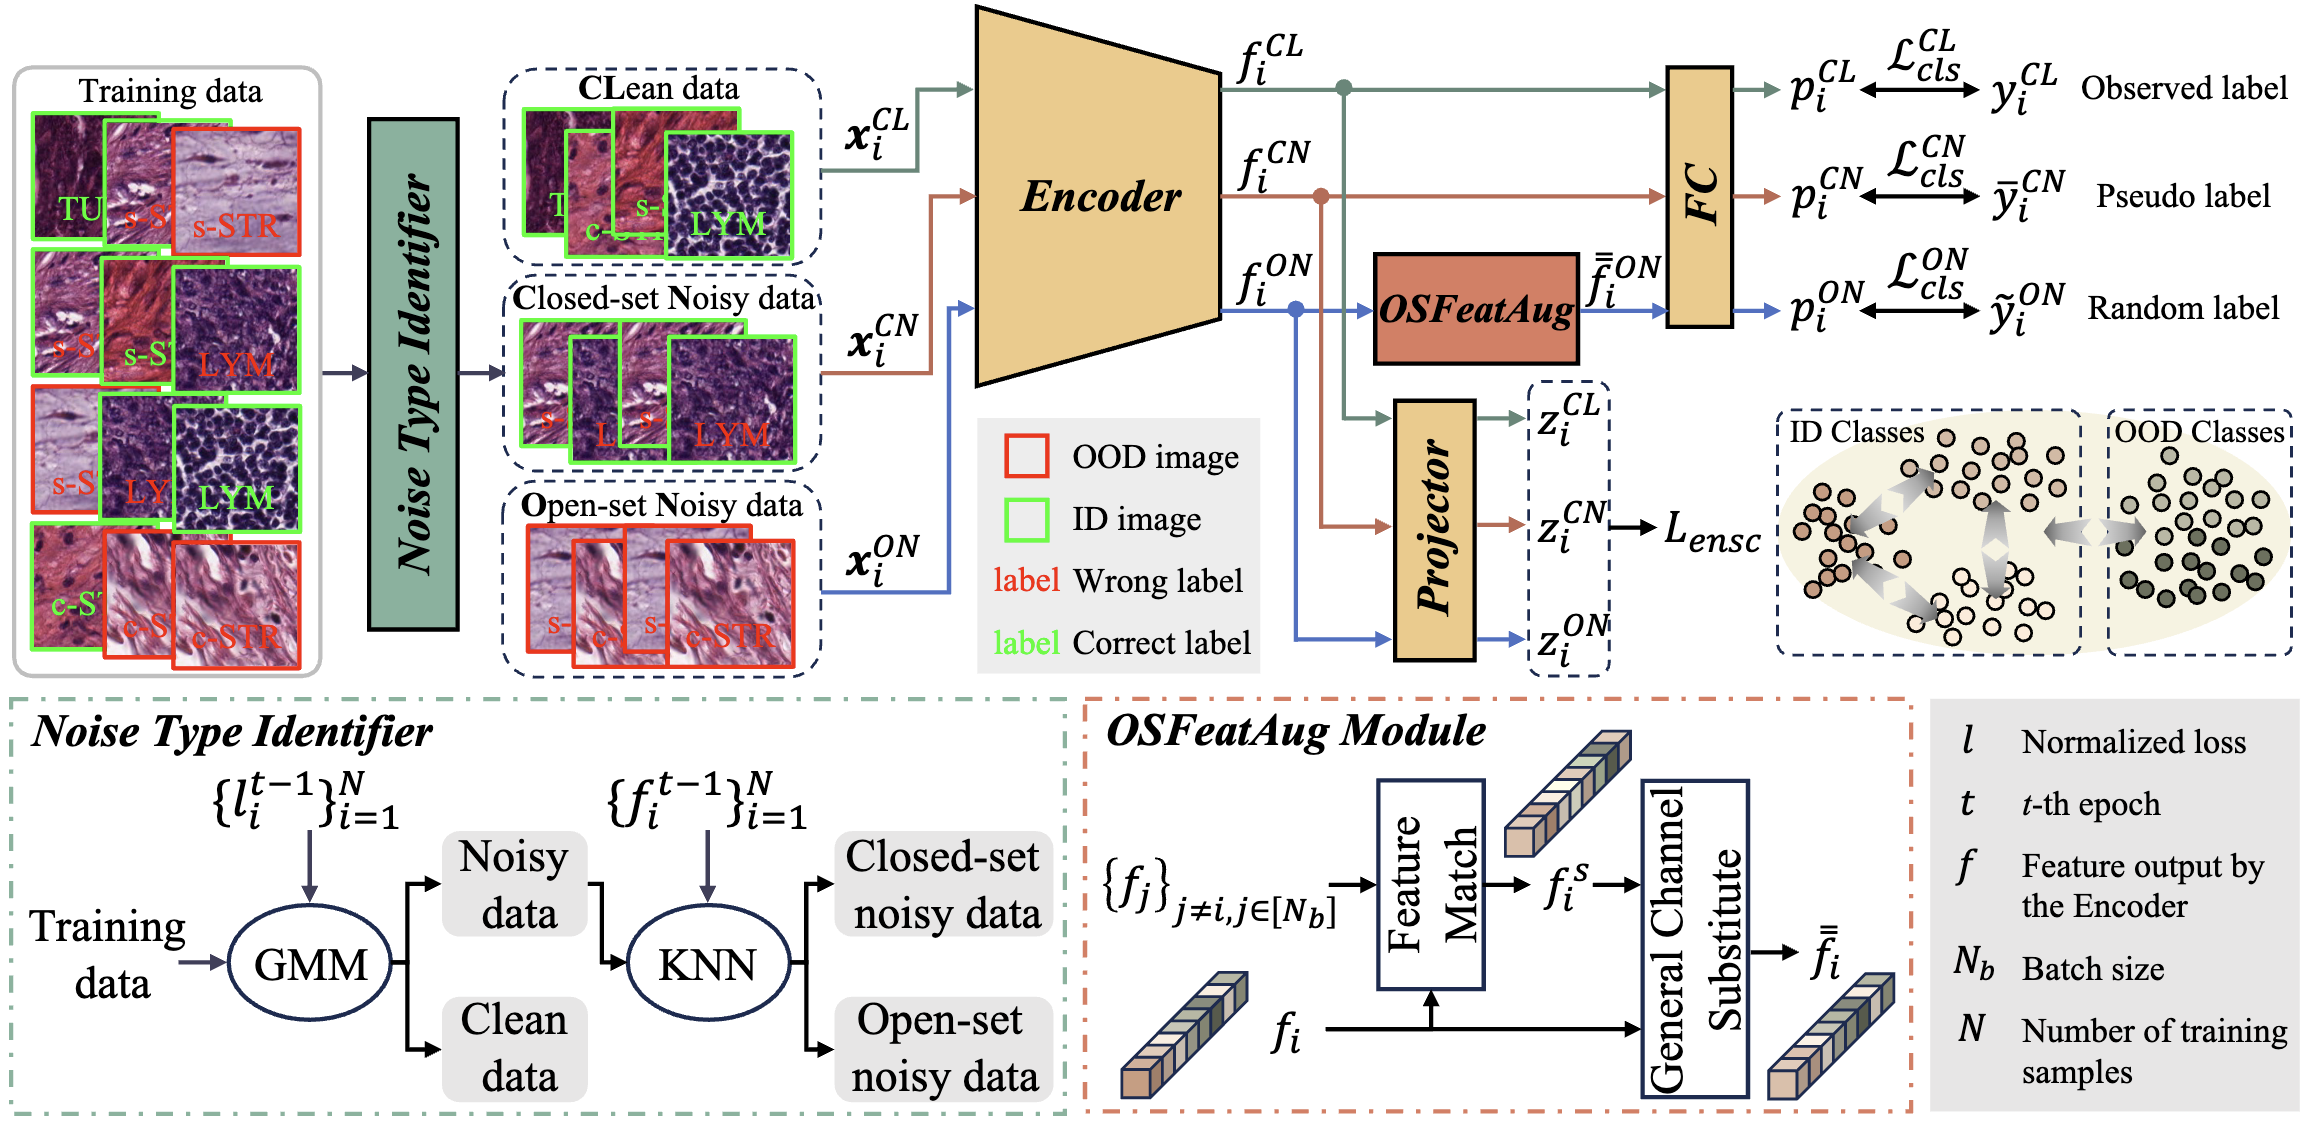 Training data
TU
s-S
s-STR
s-S
s-ST
LYM
s-S
LY
LYM
c-ST
c-S
c-STR
Noise Type Identifier
CLean data
T
c-STR
s-S
LYM
Closed-set Noisy data
s-
L
s-
LYM
Open-set Noisy data
s-
c-
s-
c-STR
x_i^{CL}
x_i^{CN}
x_i^{ON}
Encoder
f_i^{CL}
f_i^{CN}
f_i^{ON}
OSFeatAug
\bar{\bar{f}}_i^{ON}
FC
p_i^{CL} ℒ_{cls}^{CL} y_i^{CL} Observed label
p_i^{CN} ℒ_{cls}^{CN} \bar{y}_i^{CN} Pseudo label
p_i^{ON} ℒ_{cls}^{ON} \tilde{y}_i^{ON} Random label
OOD image
ID image
label Wrong label
label Correct label
Projector
z_i^{CL}
z_i^{CN}
z_i^{ON}
L_{ensc}
ID Classes
OOD Classes
Noise Type Identifier
{l_i^{t-1}}_{i=1}^{N}
{f_i^{t-1}}_{i=1}^{N}
Training
data
GMM
Noisy
data
Clean
data
KNN
Closed-set
noisy data
Open-set
noisy data
OSFeatAug Module
{f_j}_{j≠i,j∈[N_b]}
f_i
Feature
Match
f_i^s
General Channel
Substitute
\bar{\bar{f}}_i
l Normalized loss
t t-th epoch
f Feature output by
the Encoder
N_b Batch size
N Number of training
samples